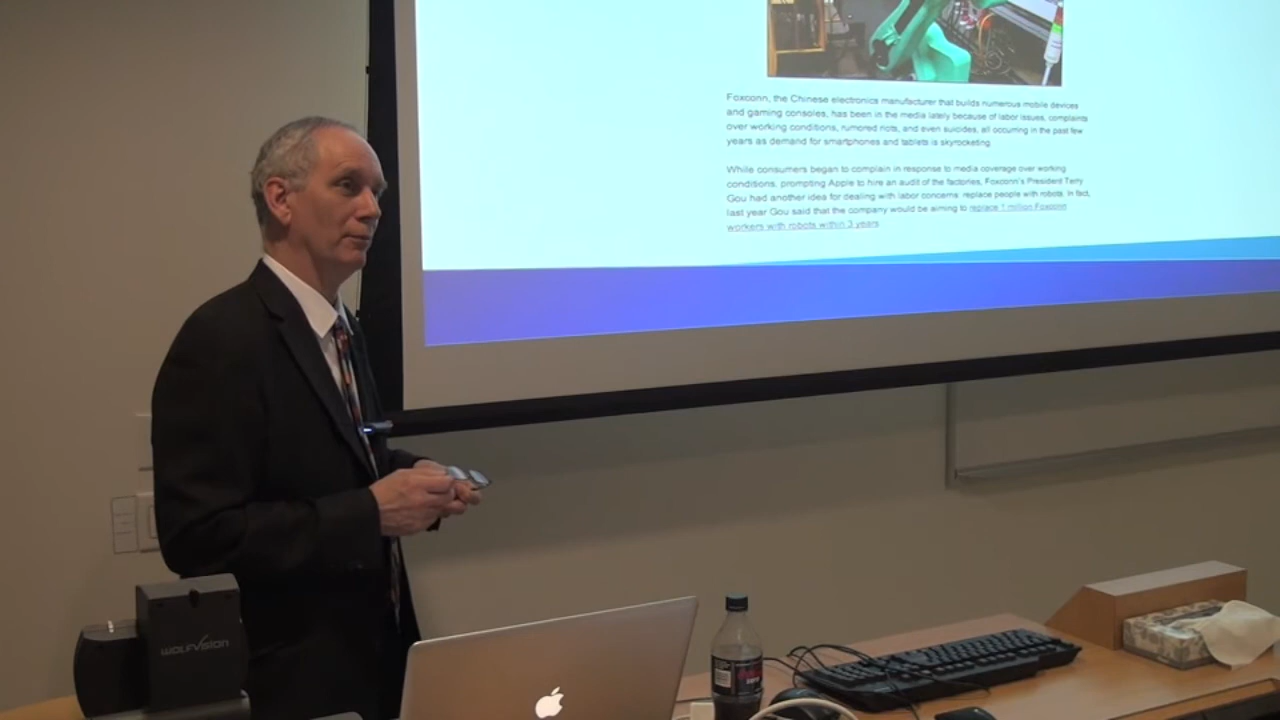 Foxconn, the Chinese electronics manufacturer that builds numerous mobile devices
and gaming consoles, has been in the media lately because of labor issues, complaints
over working conditions, rumored riots, and even suicides, all occurring in the past few
years as demand for smartphones and tablets is skyrocketing.
While consumers began to complain in response to media coverage over working
conditions, prompting Apple to hire an audit of the factories, Foxconn's President Terry
Gou had another idea for dealing with labor concerns: replace people with robots. In fact,
last year Gou said that the company would be aiming to replace 1 million Foxconn
workers with robots within 3 years.
WOLFVISION